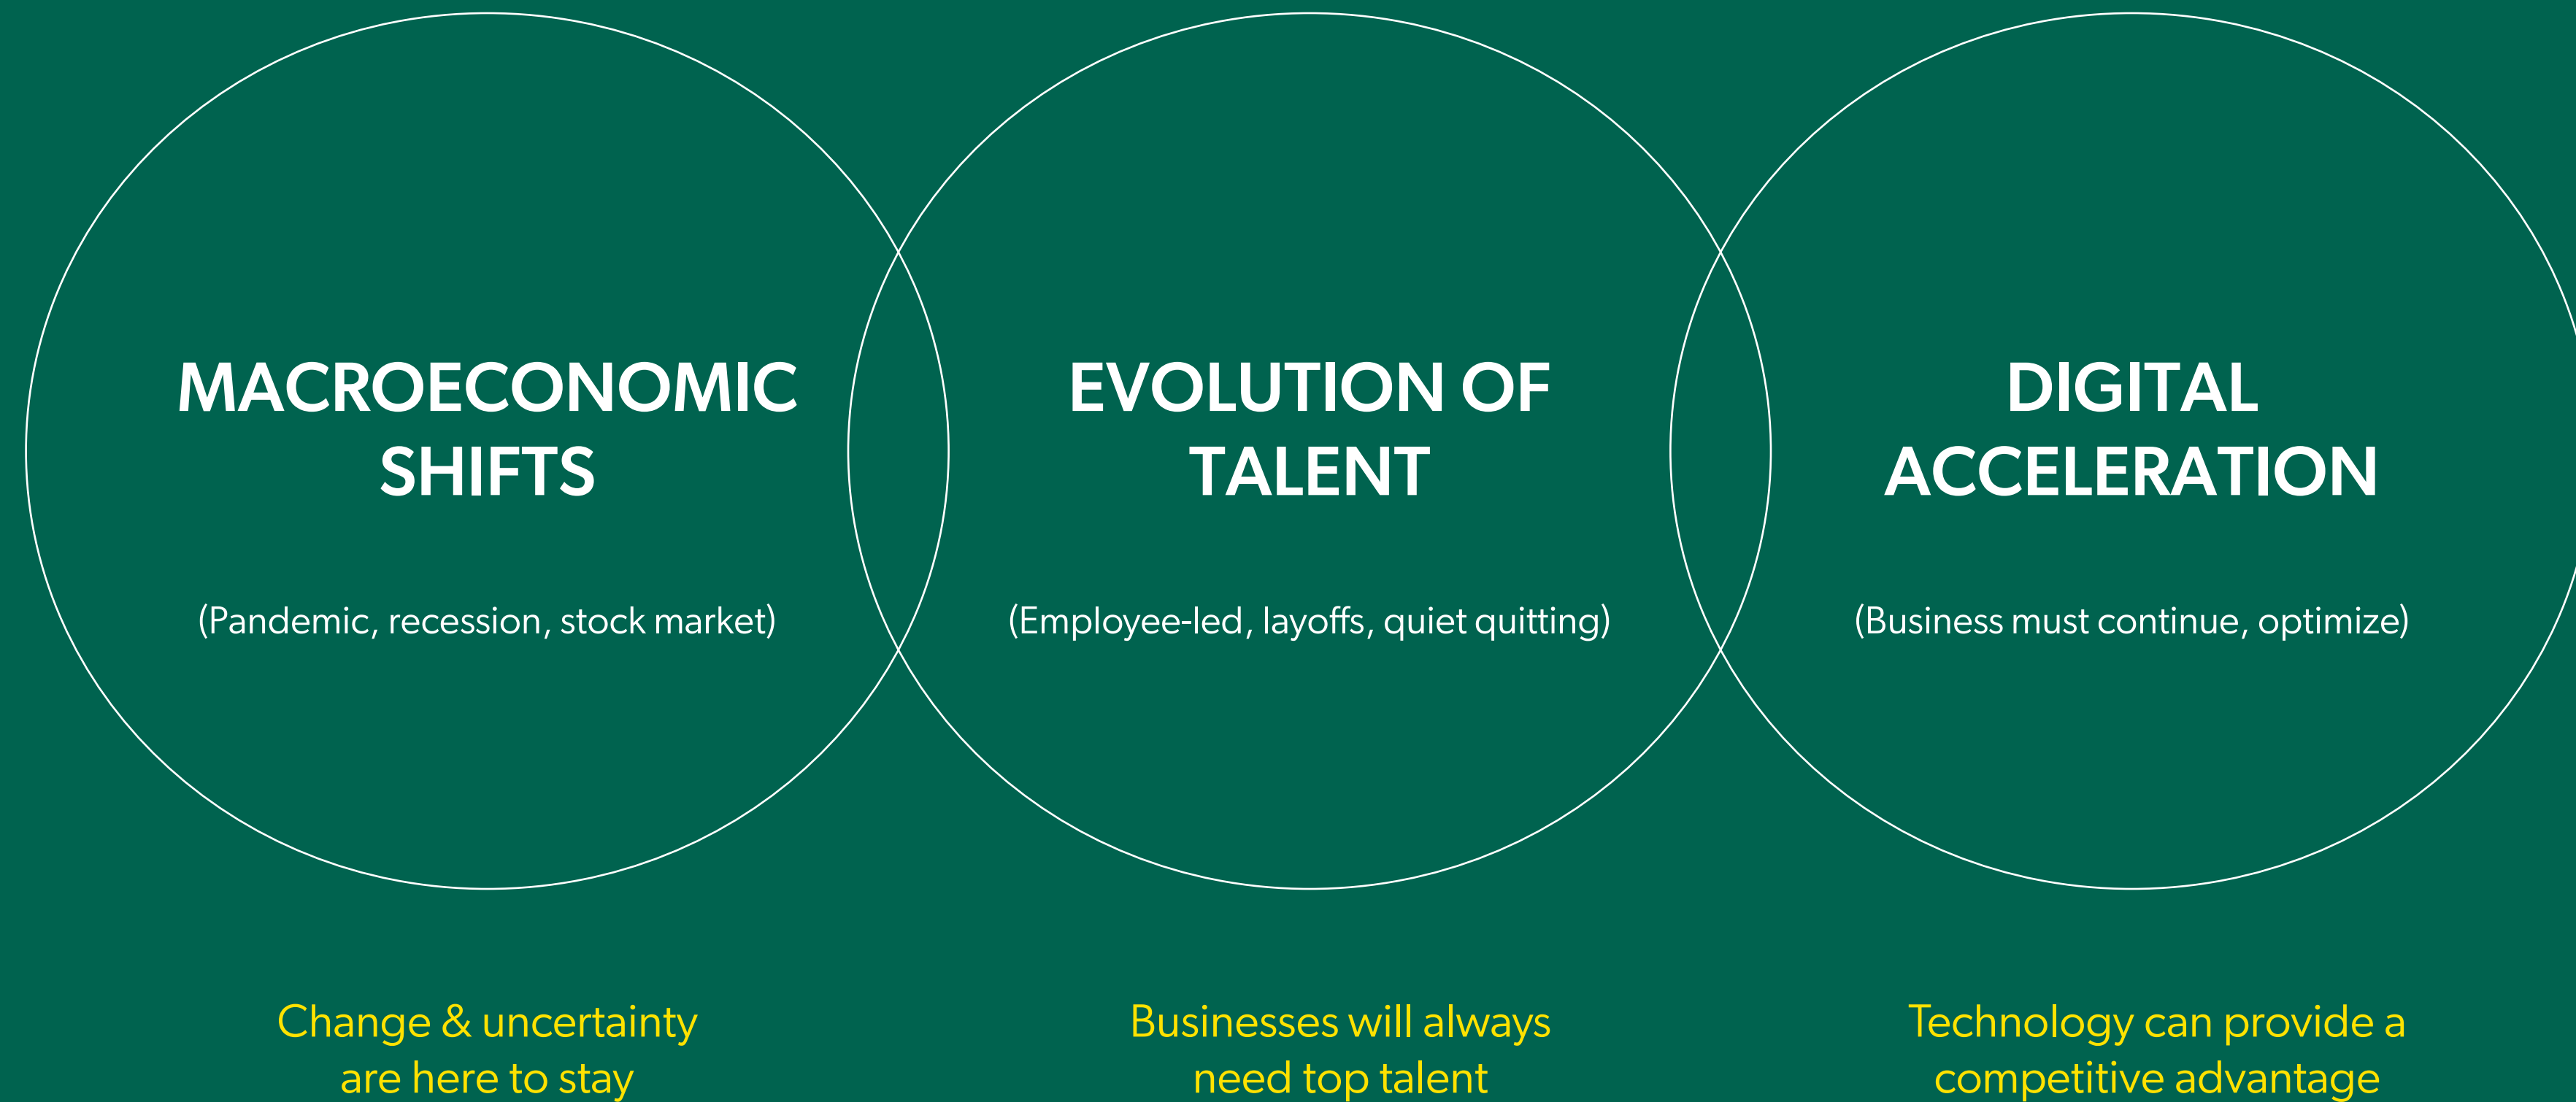 MACROECONOMIC
SHIFTS
(Pandemic, recession, stock market)
Change & uncertainty
are here to stay
EVOLUTION OF
TALENT
(Employee-led, layoffs, quiet quitting)
Businesses will always
need top talent
DIGITAL
ACCELERATION
(Business must continue, optimize)
Technology can provide a
competitive advantage